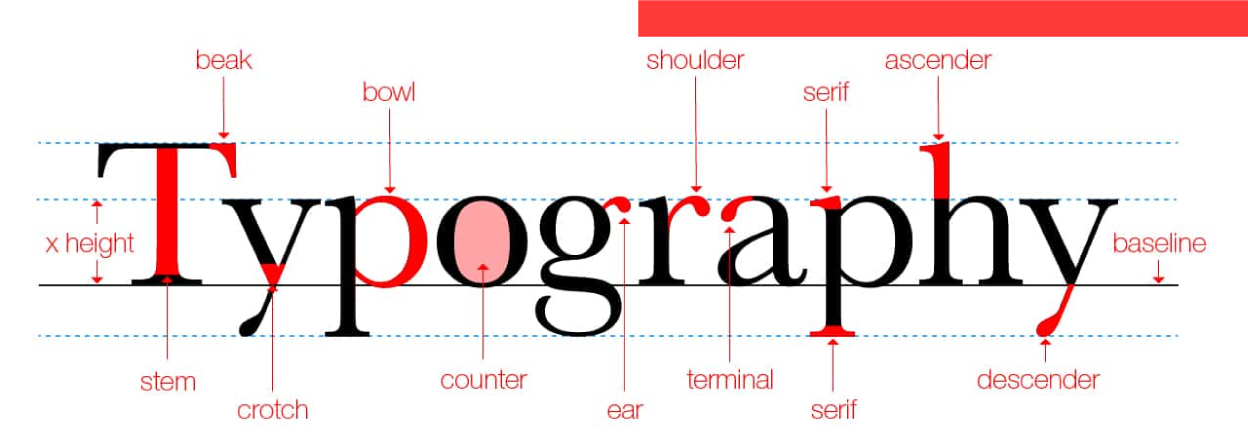 beak
shoulder
ascender
bowl
serif
Typography
x height
baseline
stem
counter
terminal
descender
crotch
ear
serif